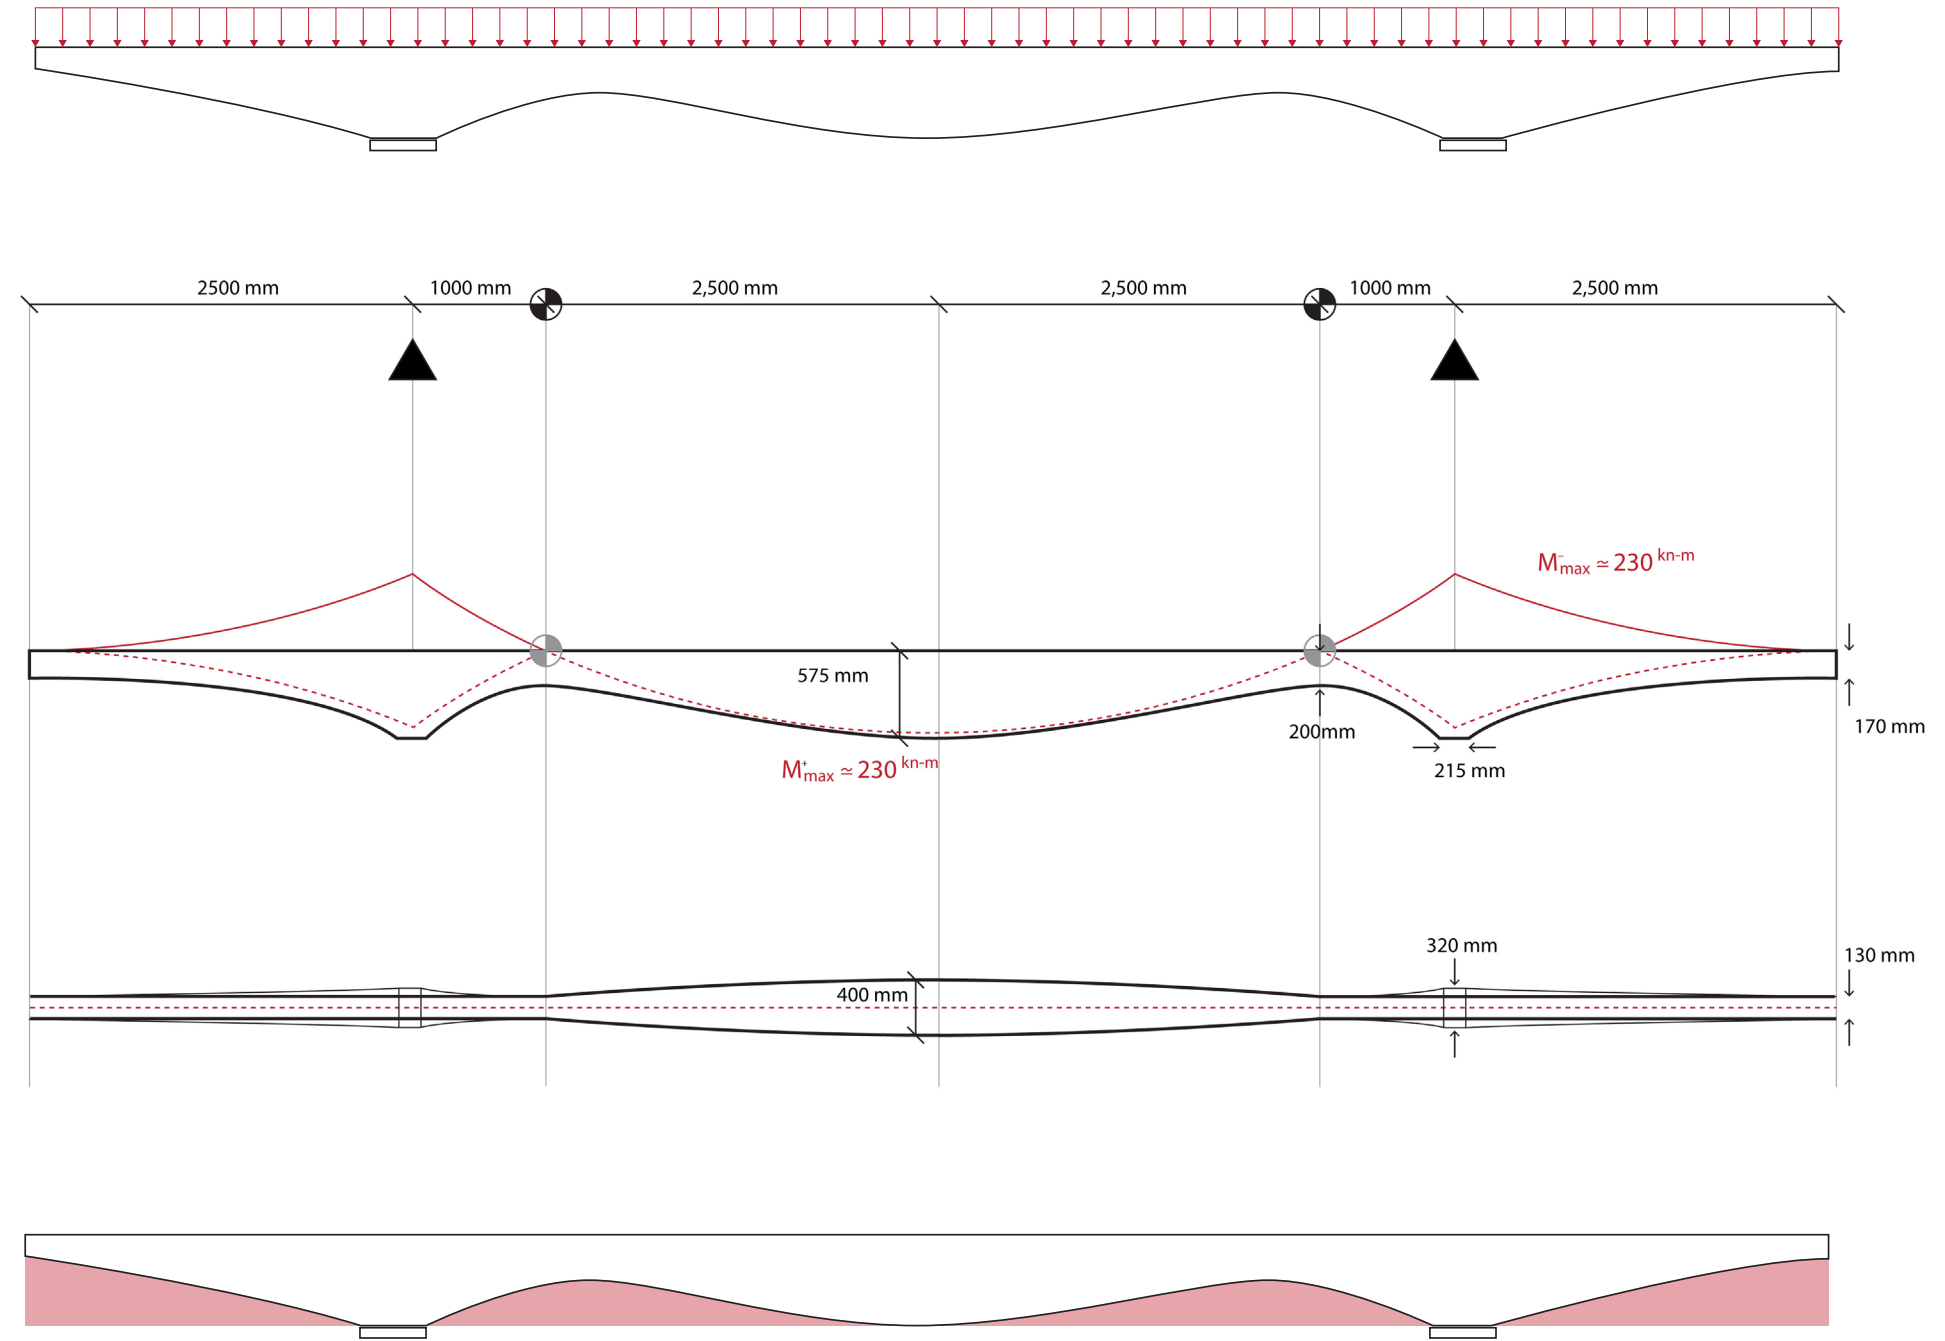 2500 mm
1000 mm
2,500 mm
2,500 mm
1000 mm
2,500 mm
M⁻max ≃ 230 kn-m
575 mm
200mm
170 mm
M⁺max ≃ 230 kn-m
215 mm
320 mm
130 mm
400 mm